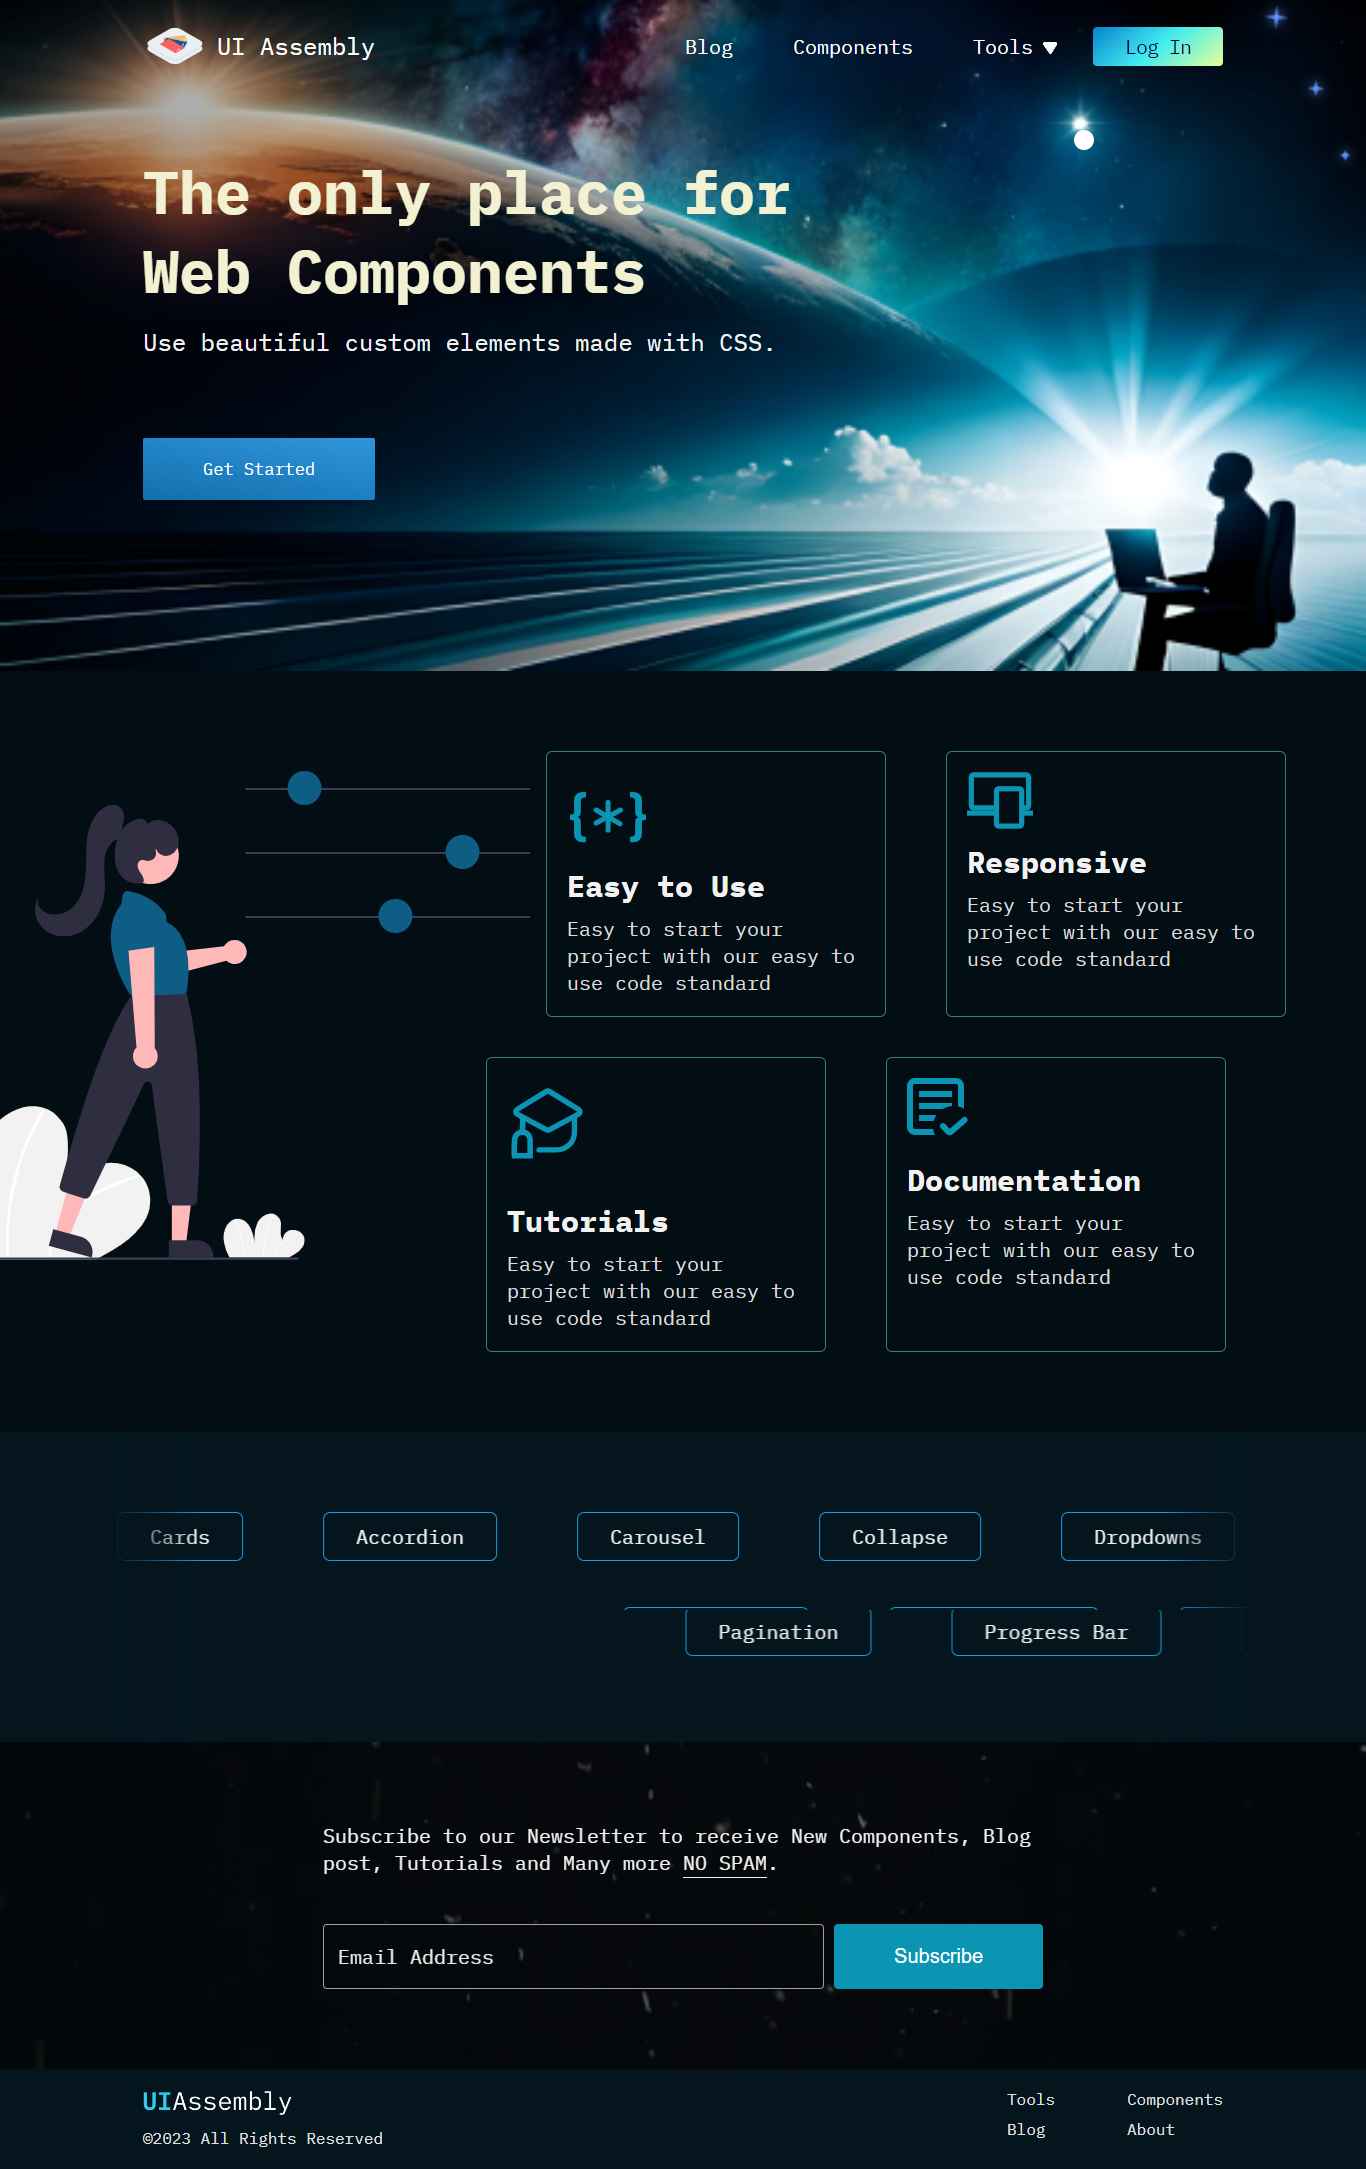 UI Assembly
Blog
Components
Tools
Log In
The only place for
Web Components
Use beautiful custom elements made with CSS.
Get Started
{*}
Easy to Use
Easy to start your
project with our easy to
use code standard
Responsive
Easy to start your
project with our easy to
use code standard
Tutorials
Easy to start your
project with our easy to
use code standard
Documentation
Easy to start your
project with our easy to
use code standard
Cards
Accordion
Carousel
Collapse
Dropdowns
Pagination
Progress Bar
Subscribe to our Newsletter to receive New Components, Blog
post, Tutorials and Many more NO SPAM.
Email Address
Subscribe
UIAssembly
©2023 All Rights Reserved
Tools
Components
Blog
About